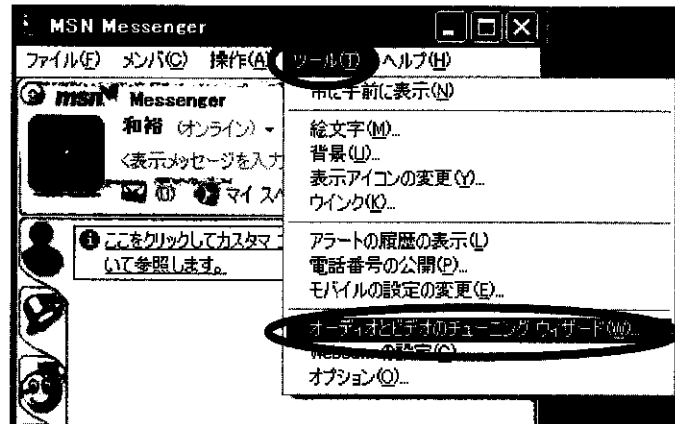 MSN Messenger
ファイル(F) メンバ(C) 操作(A) ツール(T) ヘルプ(H)
msn Messenger
和裕 (オンライン)
<表示メッセージを入力
(0) マイ スペ
ここをクリックしてカスタマ
いて参照します。
常に手前に表示(N)
絵文字(M)...
背景(U)...
表示アイコンの変更(Y)...
ウインク(K)...
アラートの履歴の表示(L)
電話番号の公開(P)...
モバイルの設定の変更(E)...
オーディオとビデオのチューニング ウィザード(W)...
の設定(C)...
オプション(O)...